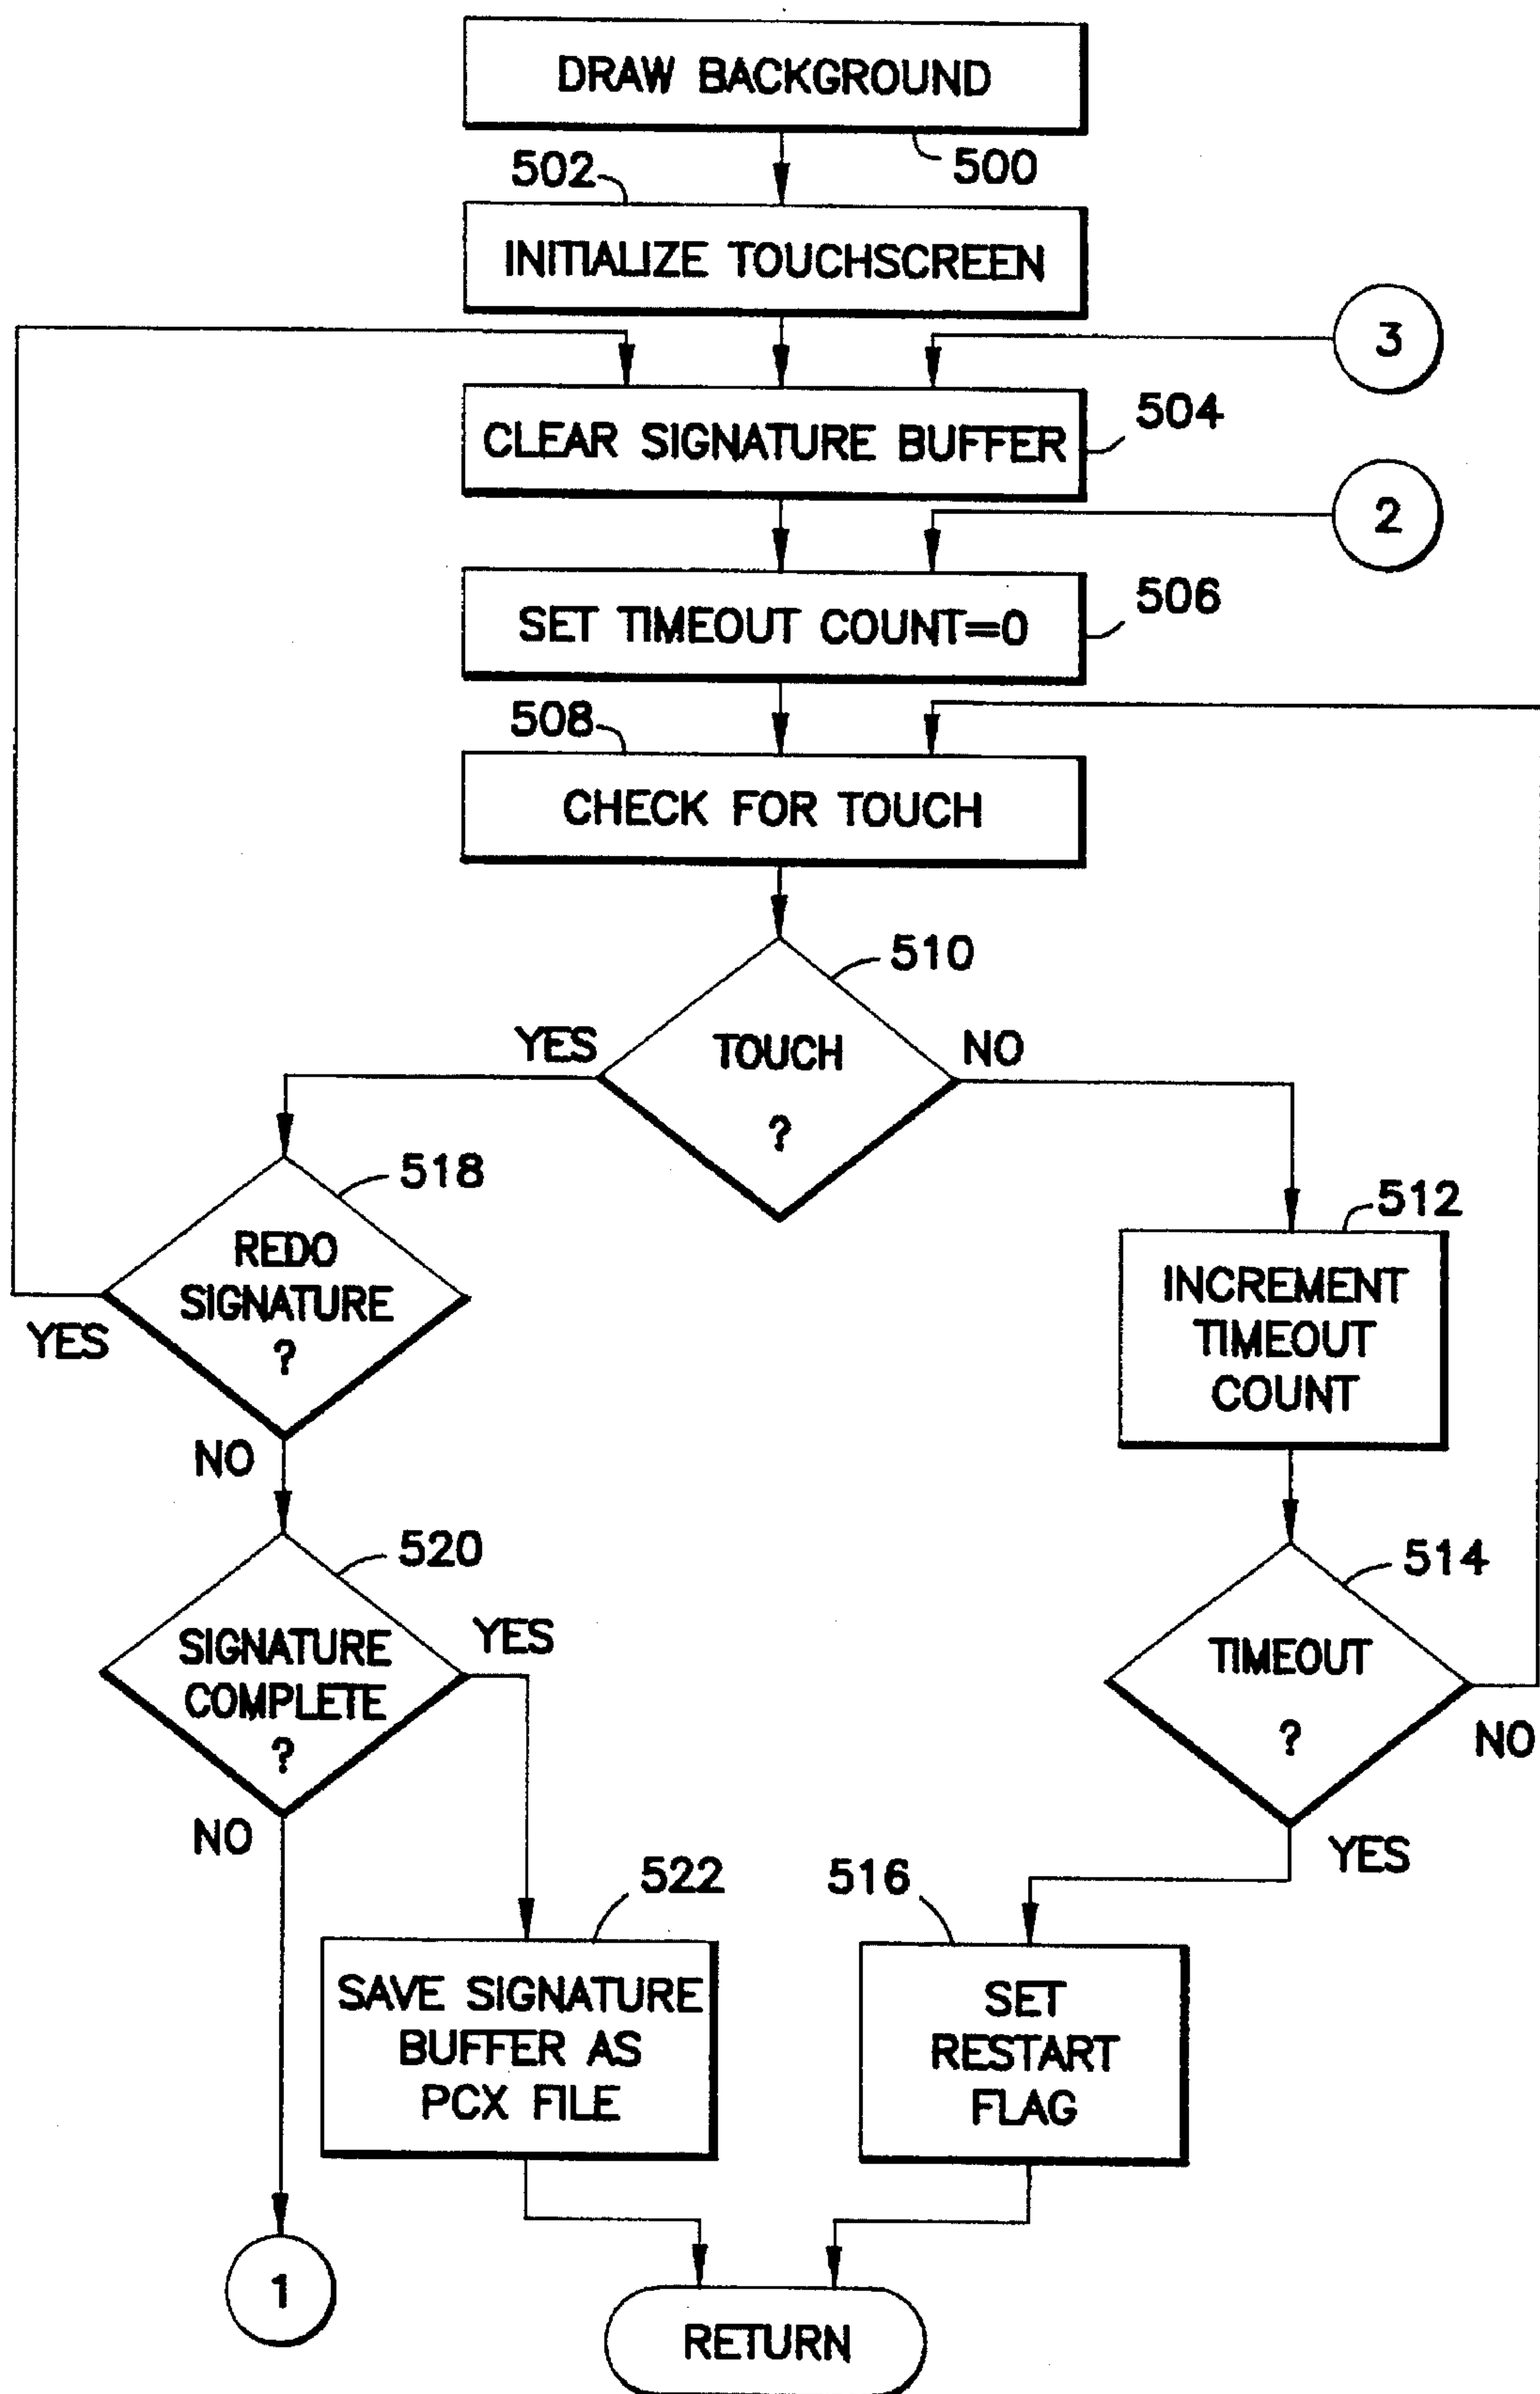 DRAW BACKGROUND
500
502
INITIALIZE TOUCHSCREEN
3
CLEAR SIGNATURE BUFFER
504
2
SET TIMEOUT COUNT=0
506
508
CHECK FOR TOUCH
510
YES
TOUCH
?
NO
518
REDO
SIGNATURE
?
YES
NO
512
INCREMENT
TIMEOUT
COUNT
520
SIGNATURE
COMPLETE
?
YES
NO
514
TIMEOUT
?
NO
YES
522
SAVE SIGNATURE
BUFFER AS
PCX FILE
516
SET
RESTART
FLAG
1
RETURN